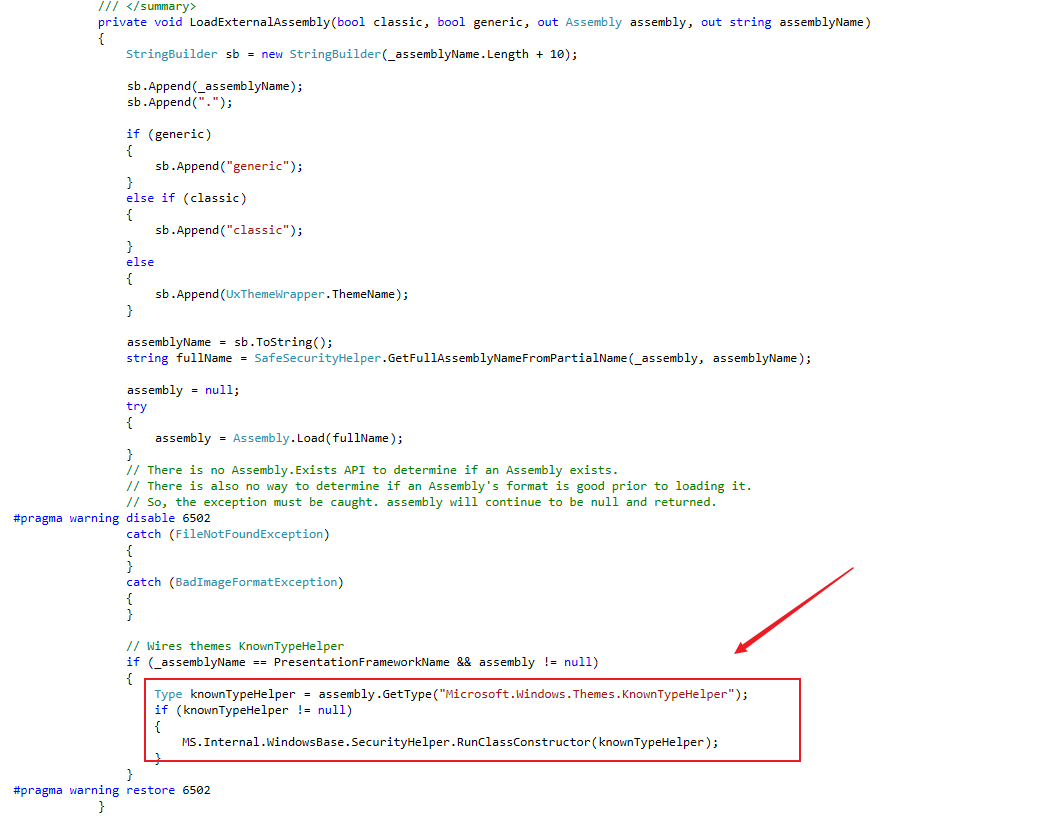 /// </summary>
private void LoadExternalAssembly(bool classic, bool generic, out Assembly assembly, out string assemblyName)
{
StringBuilder sb = new StringBuilder(_assemblyName.Length + 10);
sb.Append(_assemblyName);
sb.Append(".");
if (generic)
{
sb.Append("generic");
}
else if (classic)
{
sb.Append("classic");
}
else
{
sb.Append(UxThemeWrapper.ThemeName);
}
assemblyName = sb.ToString();
string fullName = SafeSecurityHelper.GetFullAssemblyNameFromPartialName(_assembly, assemblyName);
assembly = null;
try
{
assembly = Assembly.Load(fullName);
}
// There is no Assembly.Exists API to determine if an Assembly exists.
// There is also no way to determine if an Assembly's format is good prior to loading it.
// So, the exception must be caught. assembly will continue to be null and returned.
#pragma warning disable 6502
catch (FileNotFoundException)
{
}
catch (BadImageFormatException)
{
}
// Wires themes KnownTypeHelper
if (_assemblyName == PresentationFrameworkName && assembly != null)
{
Type knownTypeHelper = assembly.GetType("Microsoft.Windows.Themes.KnownTypeHelper");
if (knownTypeHelper != null)
{
MS.Internal.WindowsBase.SecurityHelper.RunClassConstructor(knownTypeHelper);
}
}
#pragma warning restore 6502
}